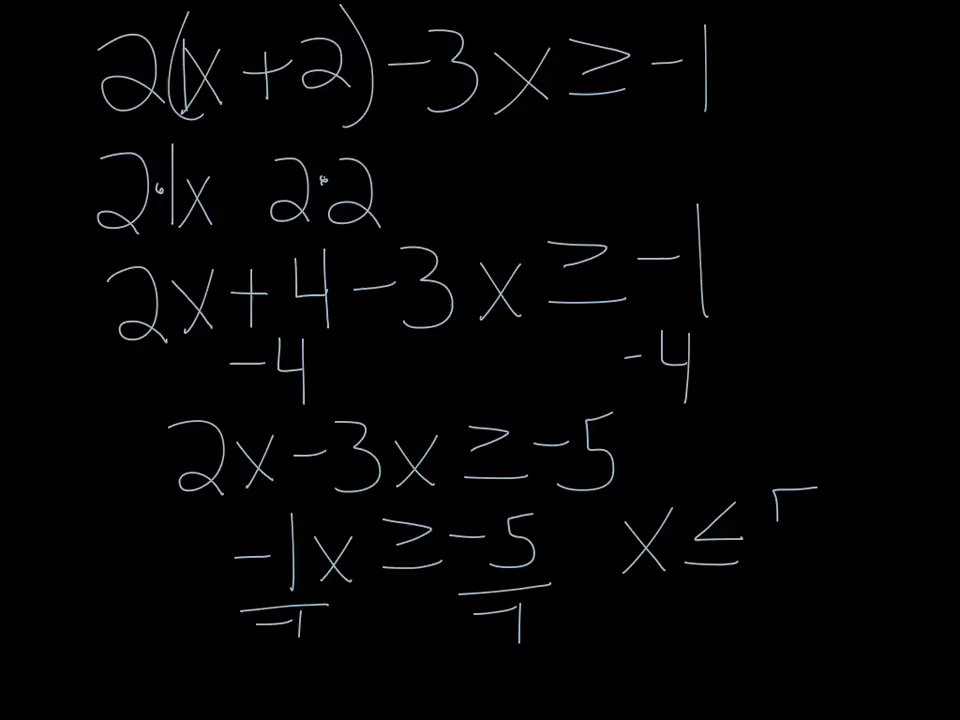 2(1x + 2) - 3x ≥ -1
2·1x 2·2
2x + 4 - 3x ≥ -1
-4 -4
2x - 3x ≥ -5
-1x ≥ -5 x ≤
-1 -1